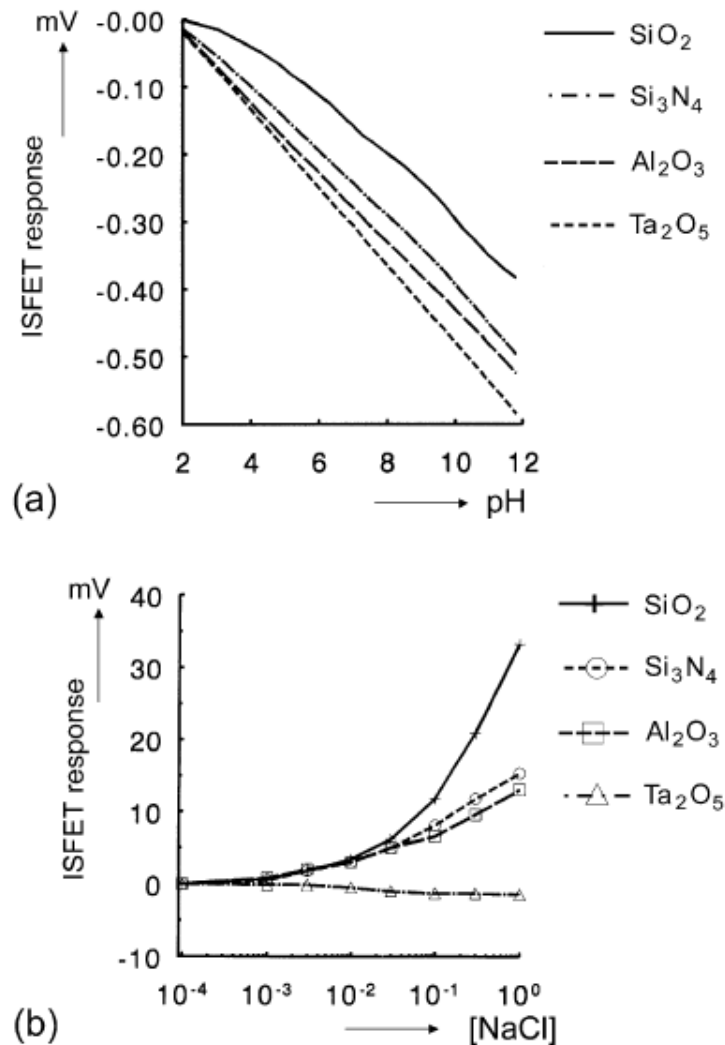 mV
-0.00
-0.10
-0.20
-0.30
-0.40
-0.50
-0.60
ISFET response
2 4 6 8 10 12
pH
SiO2
Si3N4
Al2O3
Ta2O5
(a)
mV
40
30
20
10
0
-10
ISFET response
10^-4 10^-3 10^-2 10^-1 10^0
[NaCl]
SiO2
Si3N4
Al2O3
Ta2O5
(b)